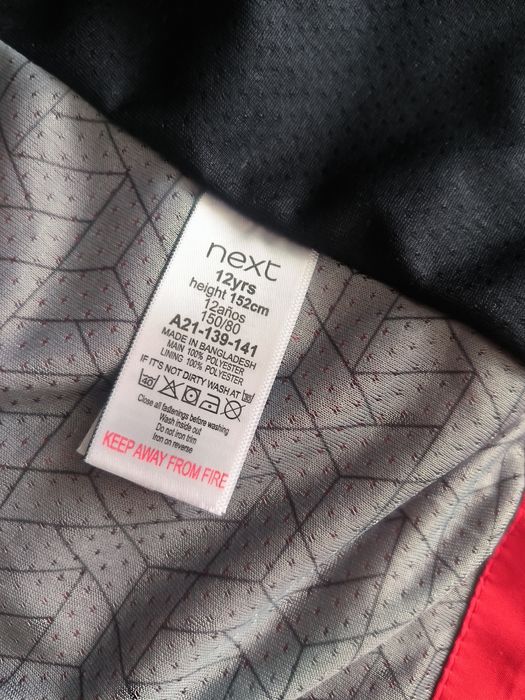 next
12yrs
height 152cm
12años
150/80
A21-139-141
MADE IN BANGLADESH
MAIN 100% POLYESTER
LINING 100% POLYESTER
IF IT'S NOT DIRTY WASH AT 30
40
Close all fastenings before washing
Wash inside out
Do not iron trim
Iron on reverse
KEEP AWAY FROM FIRE